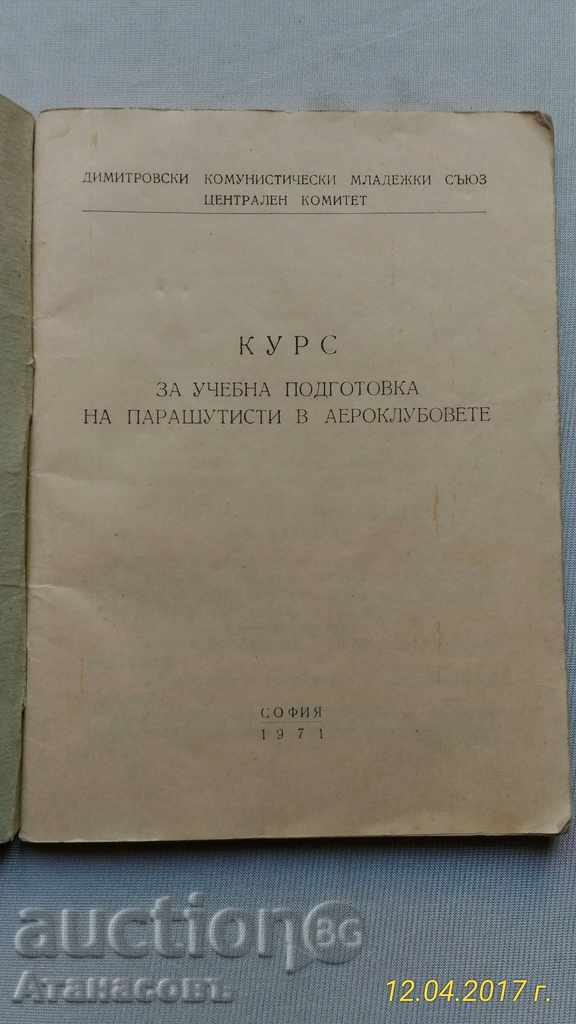 ДИМИТРОВСКИ КОМУНИСТИЧЕСКИ МЛАДЕЖКИ СЪЮЗ
ЦЕНТРАЛЕН КОМИТЕТ
КУРС
ЗА УЧЕБНА ПОДГОТОВКА
НА ПАРАШУТИСТИ В АЕРОКЛУБОВЕТЕ
СОФИЯ
1971
auction BG
Атанасовъ
12.04.2017 г.